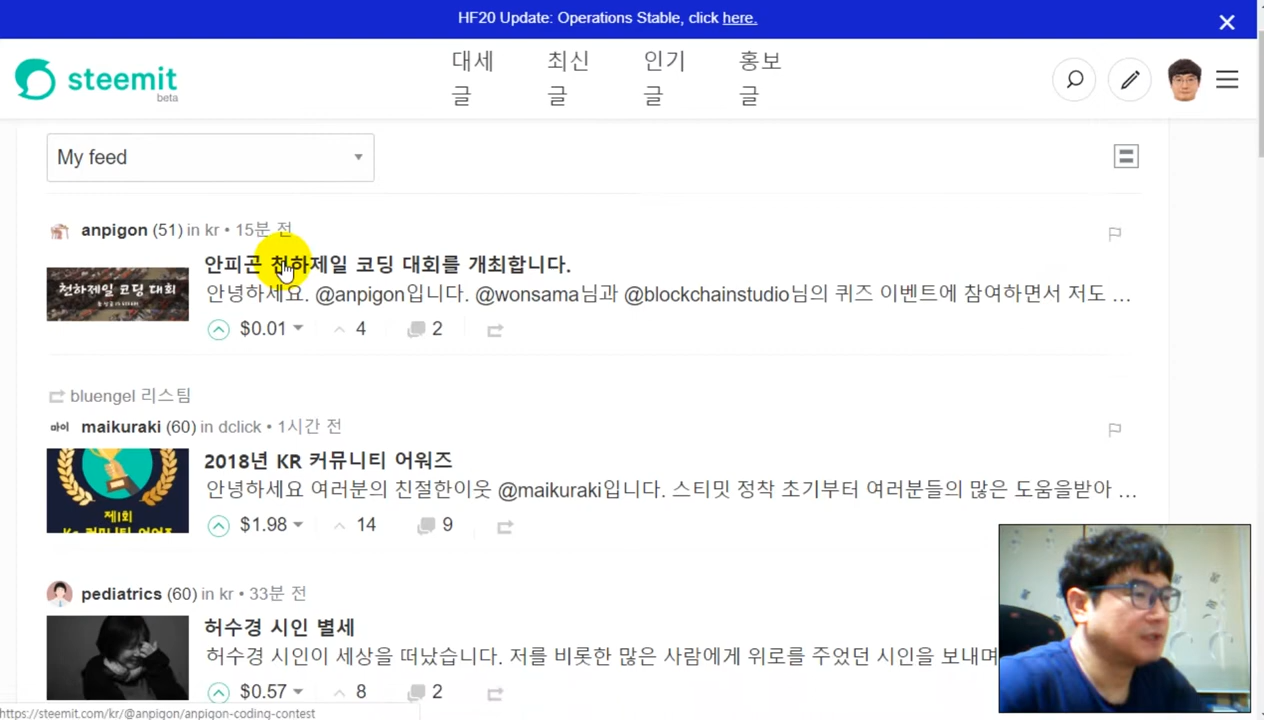 HF20 Update: Operations Stable, click here.
steemit
beta
대세글
최신글
인기글
홍보글
My feed
anpigon (51) in kr • 15분 전
안피곤 천하제일 코딩 대회를 개최합니다.
천하제일 코딩 대회
안녕하세요. @anpigon입니다. @wonsama님과 @blockchainstudio님의 퀴즈 이벤트에 참여하면서 저도 ...
$0.01
4
2
bluengel 리스팀
마이
maikuraki (60) in dclick • 1시간 전
2018년 KR 커뮤니티 어워즈
안녕하세요 여러분의 친절한이웃 @maikuraki입니다. 스티밋 정착 초기부터 여러분들의 많은 도움을받아 ...
제1회
$1.98
14
9
pediatrics (60) in kr • 33분 전
허수경 시인 별세
허수경 시인이 세상을 떠났습니다. 저를 비롯한 많은 사람에게 위로를 주었던 시인을 보내며
$0.57
8
2
https://steemit.com/kr/@anpigon/anpigon-coding-contest